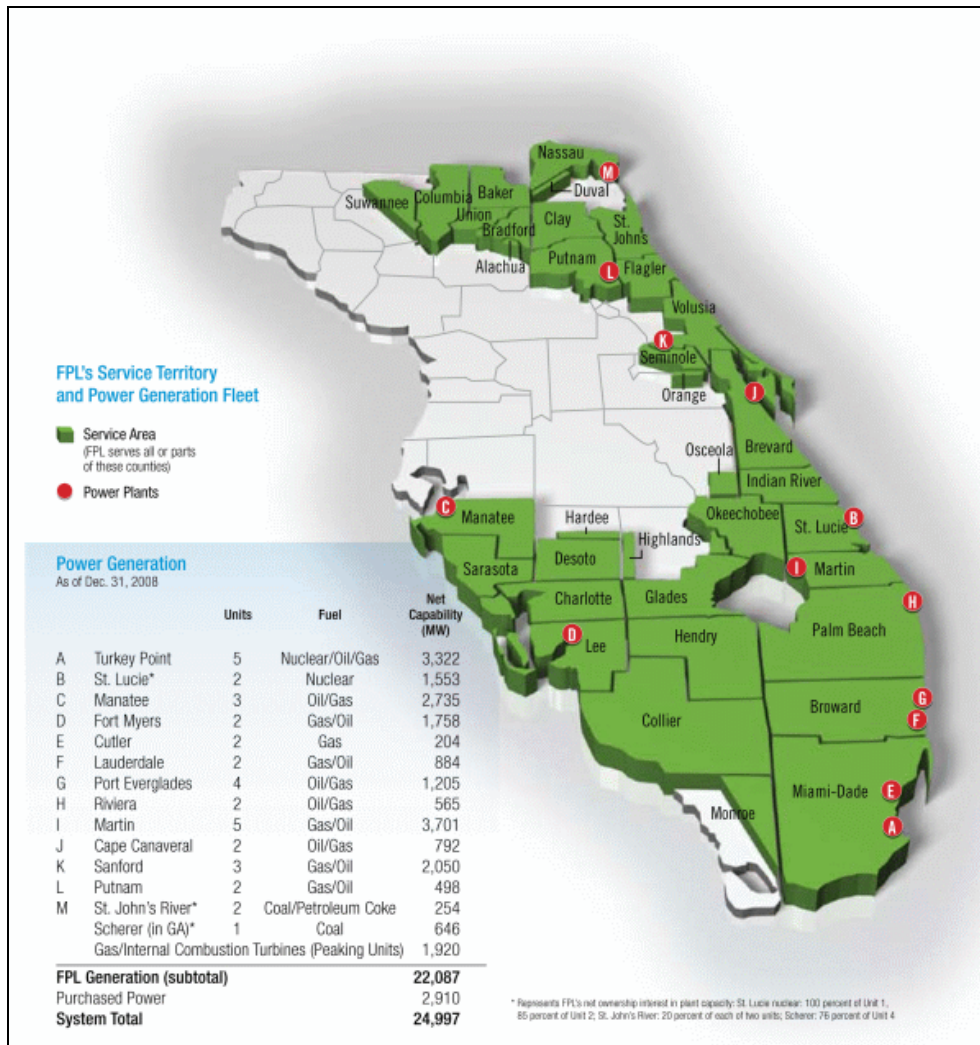 Nassau
M
Duval
Suwannee
Columbia
Baker
Union
Bradford
Clay
St.
Johns
Alachua
Putnam
L
Flagler
Volusia
K
Seminole
Orange
J
Osceola
Brevard
Indian River
C
Manatee
Hardee
Okeechobee
St. Lucie
B
Highlands
Sarasota
Desoto
I
Martin
Charlotte
Glades
H
D
Lee
Hendry
Palm Beach
Collier
Broward
G
F
Miami-Dade
E
Monroe
A
FPL's Service Territory
and Power Generation Fleet
Service Area
(FPL serves all or parts
of these counties)
Power Plants
Power Generation
As of Dec. 31, 2008
Units Fuel Net
Capability
(MW)
A Turkey Point 5 Nuclear/Oil/Gas 3,322
B St. Lucie* 2 Nuclear 1,553
C Manatee 3 Oil/Gas 2,735
D Fort Myers 2 Gas/Oil 1,758
E Cutler 2 Gas 204
F Lauderdale 2 Gas/Oil 884
G Port Everglades 4 Oil/Gas 1,205
H Riviera 2 Oil/Gas 565
I Martin 5 Gas/Oil 3,701
J Cape Canaveral 2 Oil/Gas 792
K Sanford 3 Gas/Oil 2,050
L Putnam 2 Gas/Oil 498
M St. John's River* 2 Coal/Petroleum Coke 254
Scherer (in GA)* 1 Coal 646
Gas/Internal Combustion Turbines (Peaking Units) 1,920
FPL Generation (subtotal) 22,087
Purchased Power 2,910
System Total 24,997
* Represents FPL's net ownership interest in plant capacity: St. Lucie nuclear: 100 percent of Unit 1,
85 percent of Unit 2; St. John's River: 20 percent of each of two units; Scherer: 76 percent of Unit 4